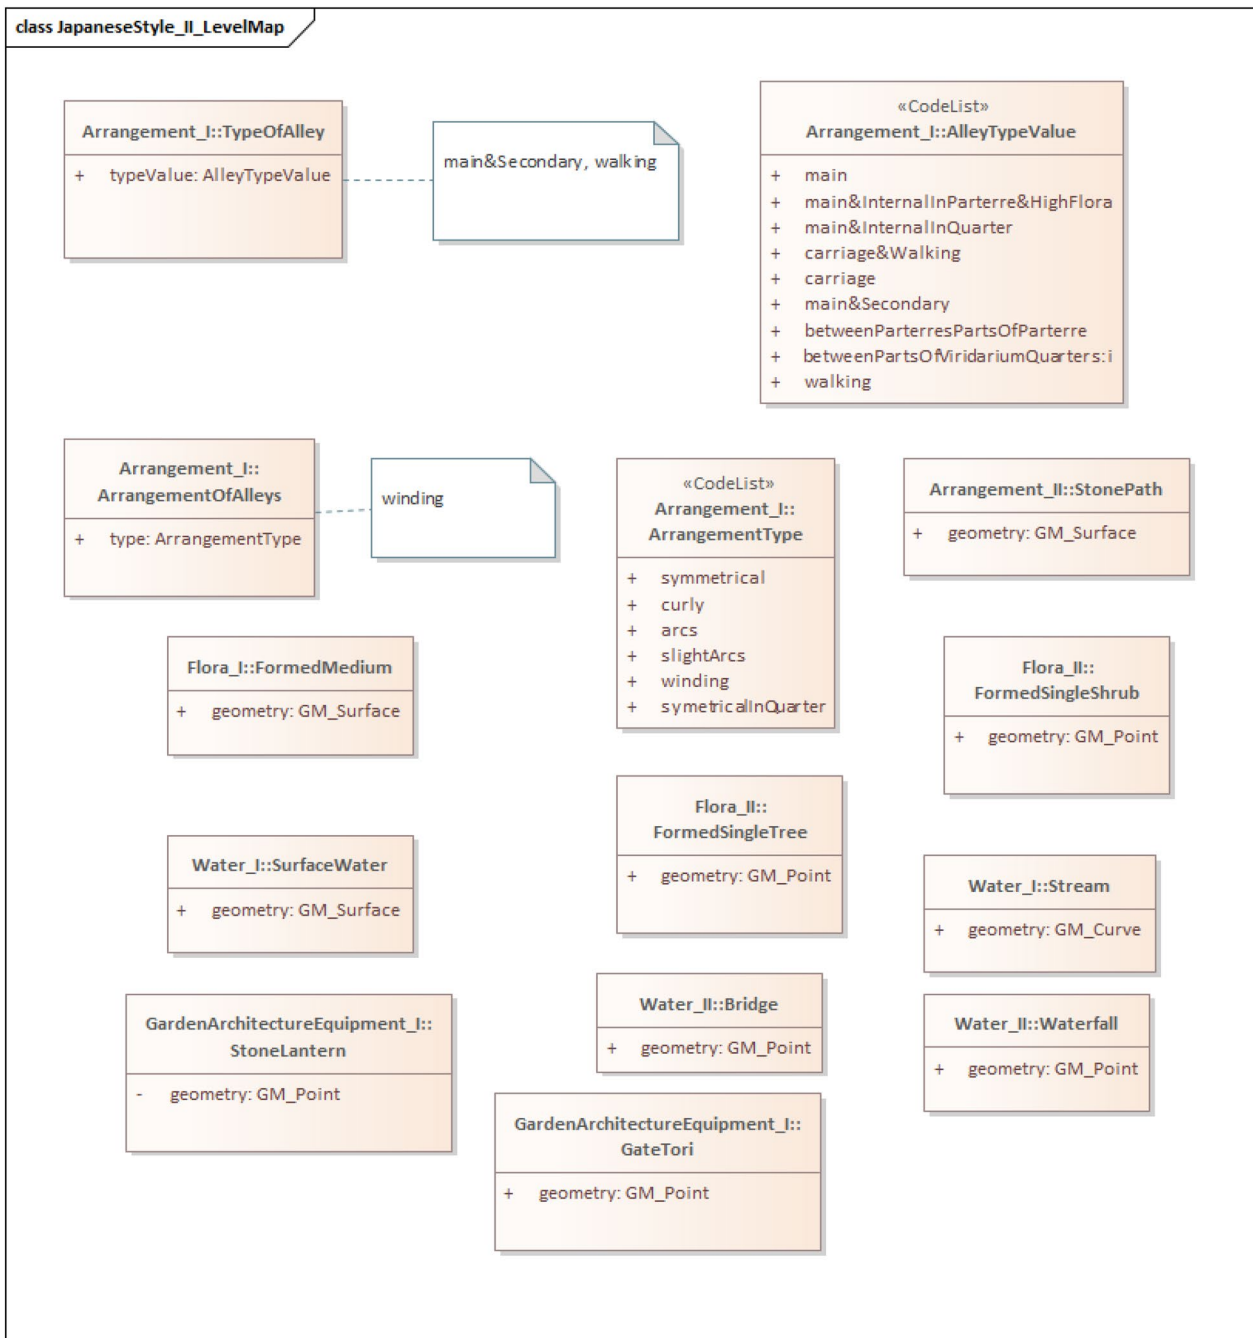 class JapaneseStyle_II_LevelMap
Arrangement_I::TypeOfAlley
+ typeValue: AlleyTypeValue
main&Secondary, walking
«CodeList»
Arrangement_I::AlleyTypeValue
+ main
+ main&InternalInParterre&HighFlora
+ main&InternalInQuarter
+ carriage&Walking
+ carriage
+ main&Secondary
+ betweenParterresPartsOfParterre
+ betweenPartsOfViridariumQuarters:i
+ walking
Arrangement_I::
ArrangementOfAlleys
+ type: ArrangementType
winding
«CodeList»
Arrangement_I::
ArrangementType
+ symmetrical
+ curly
+ arcs
+ slightArcs
+ winding
+ symetricalInQuarter
Arrangement_II::StonePath
+ geometry: GM_Surface
Flora_I::FormedMedium
+ geometry: GM_Surface
Flora_II::
FormedSingleShrub
+ geometry: GM_Point
Flora_II::
FormedSingleTree
+ geometry: GM_Point
Water_I::SurfaceWater
+ geometry: GM_Surface
Water_I::Stream
+ geometry: GM_Curve
GardenArchitectureEquipment_I::
StoneLantern
- geometry: GM_Point
Water_II::Bridge
+ geometry: GM_Point
Water_II::Waterfall
+ geometry: GM_Point
GardenArchitectureEquipment_I::
GateTori
+ geometry: GM_Point